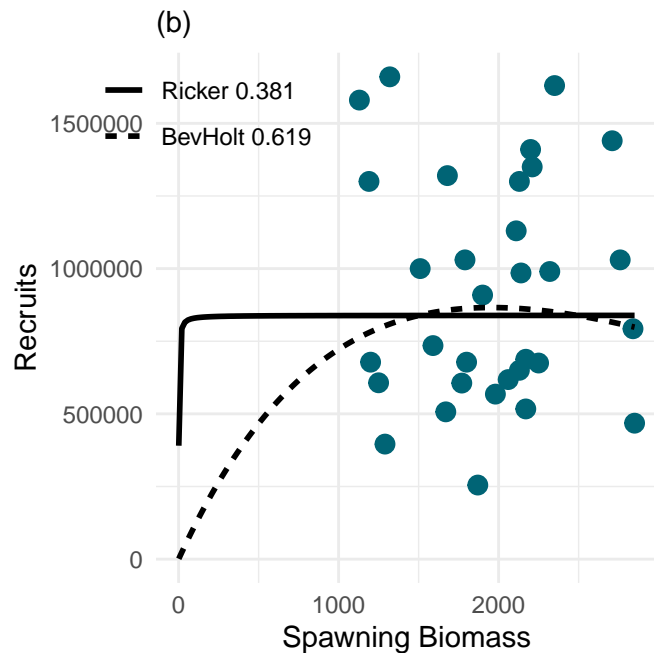 (b)
Ricker 0.381
BevHolt 0.619
1500000
1000000
500000
0
Recruits
0 1000 2000
Spawning Biomass